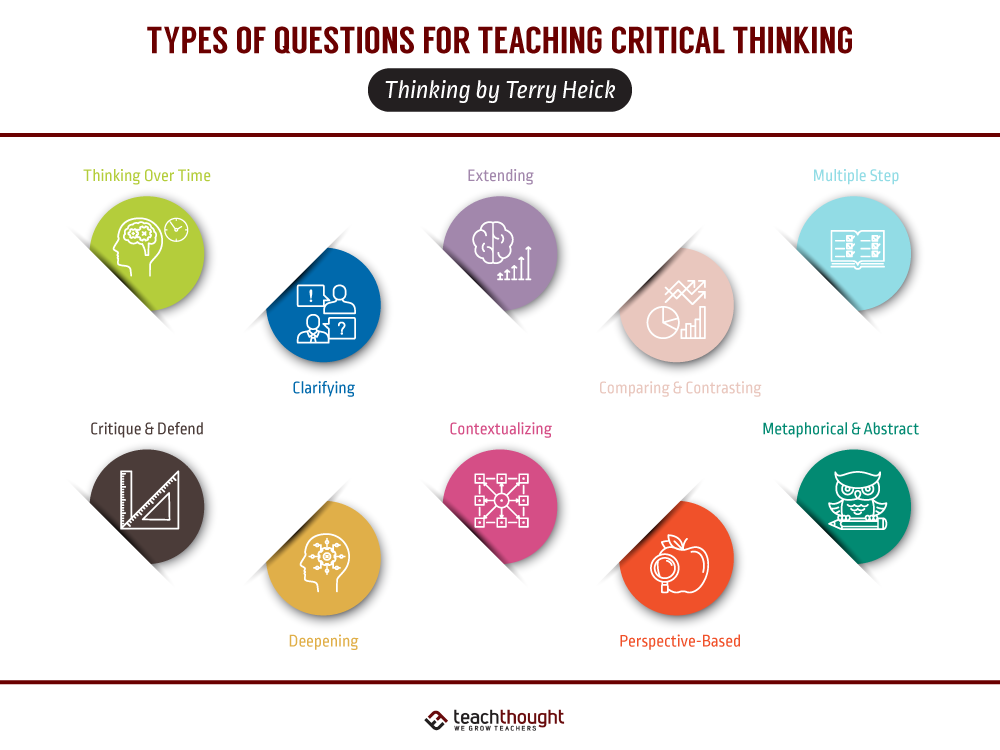 TYPES OF QUESTIONS FOR TEACHING CRITICAL THINKING
Thinking by Terry Heick
Thinking Over Time
Extending
Multiple Step
!
?
Clarifying
Comparing & Contrasting
Critique & Defend
Contextualizing
Metaphorical & Abstract
Deepening
Perspective-Based
teachthought
WE GROW TEACHERS